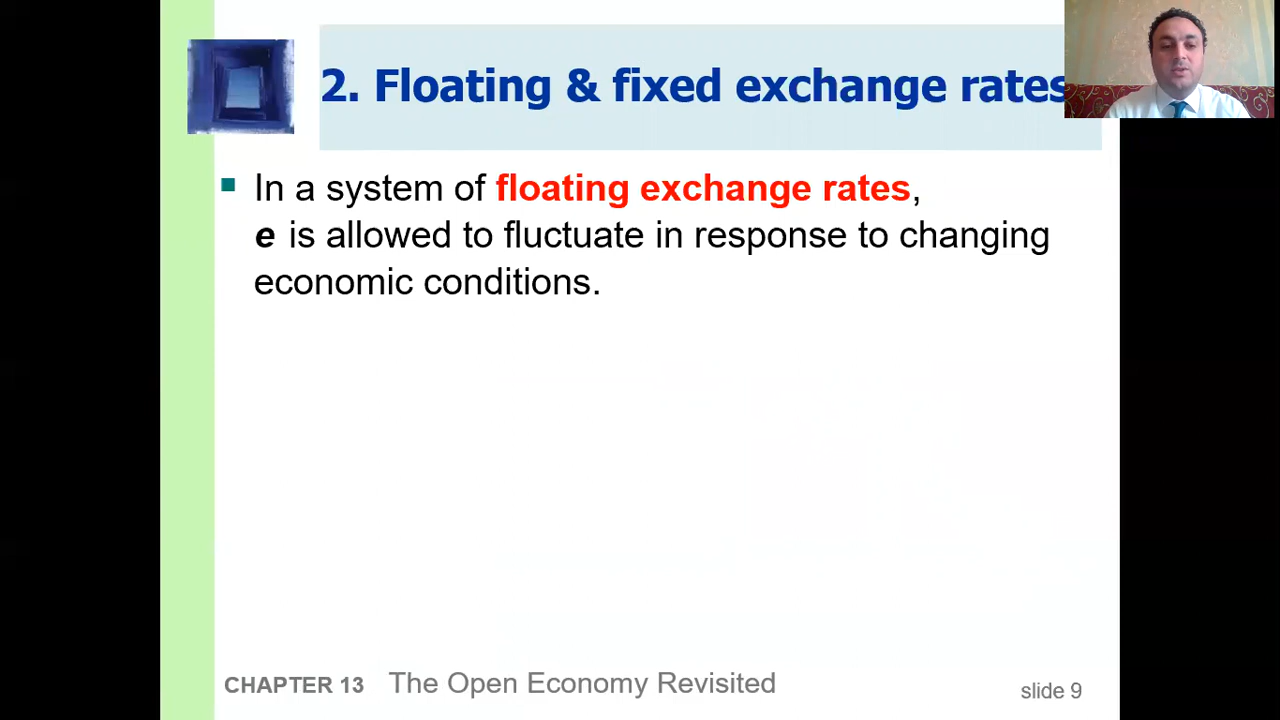 2. Floating & fixed exchange rates
In a system of floating exchange rates,
e is allowed to fluctuate in response to changing
economic conditions.
CHAPTER 13 The Open Economy Revisited
slide 9